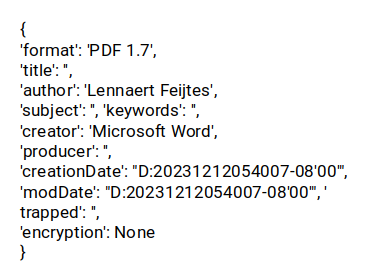 {
'format': 'PDF 1.7',
'title': '',
'author': 'Lennaert Feijtes',
'subject': '', 'keywords': '',
'creator': 'Microsoft Word',
'producer': '',
'creationDate': "D:20231212054007-08'00'",
'modDate': "D:20231212054007-08'00'", '
trapped': '',
'encryption': None
}